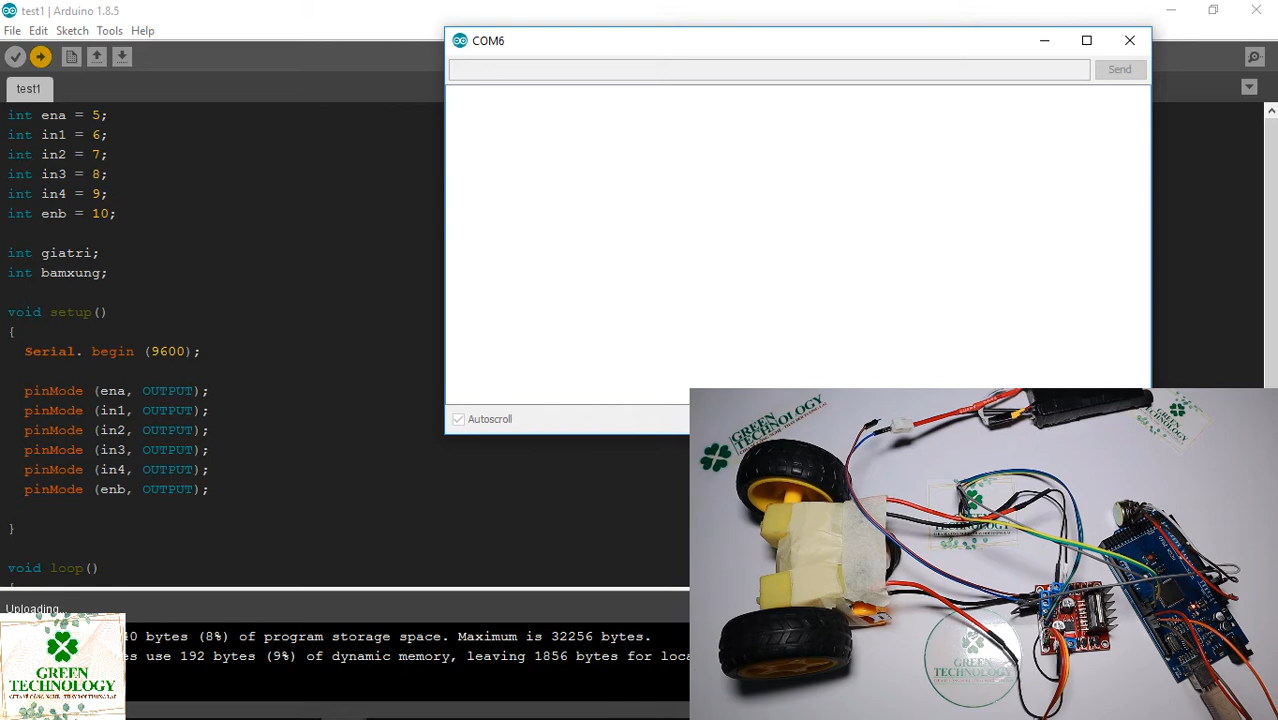 test1 | Arduino 1.8.5
File Edit Sketch Tools Help
test1
int ena = 5;
int in1 = 6;
int in2 = 7;
int in3 = 8;
int in4 = 9;
int enb = 10;
int giatri;
int bamxung;
void setup()
{
Serial. begin (9600);
pinMode (ena, OUTPUT);
pinMode (in1, OUTPUT);
pinMode (in2, OUTPUT);
pinMode (in3, OUTPUT);
pinMode (in4, OUTPUT);
pinMode (enb, OUTPUT);
}
void loop()
Uploading...
40 bytes (8%) of program storage space. Maximum is 32256 bytes.
es use 192 bytes (9%) of dynamic memory, leaving 1856 bytes for loca
COM6
Send
Autoscroll
GREEN
TECHNOLOGY
GREEN
TECHNOLOGY
GREEN
TECHNOLOGY